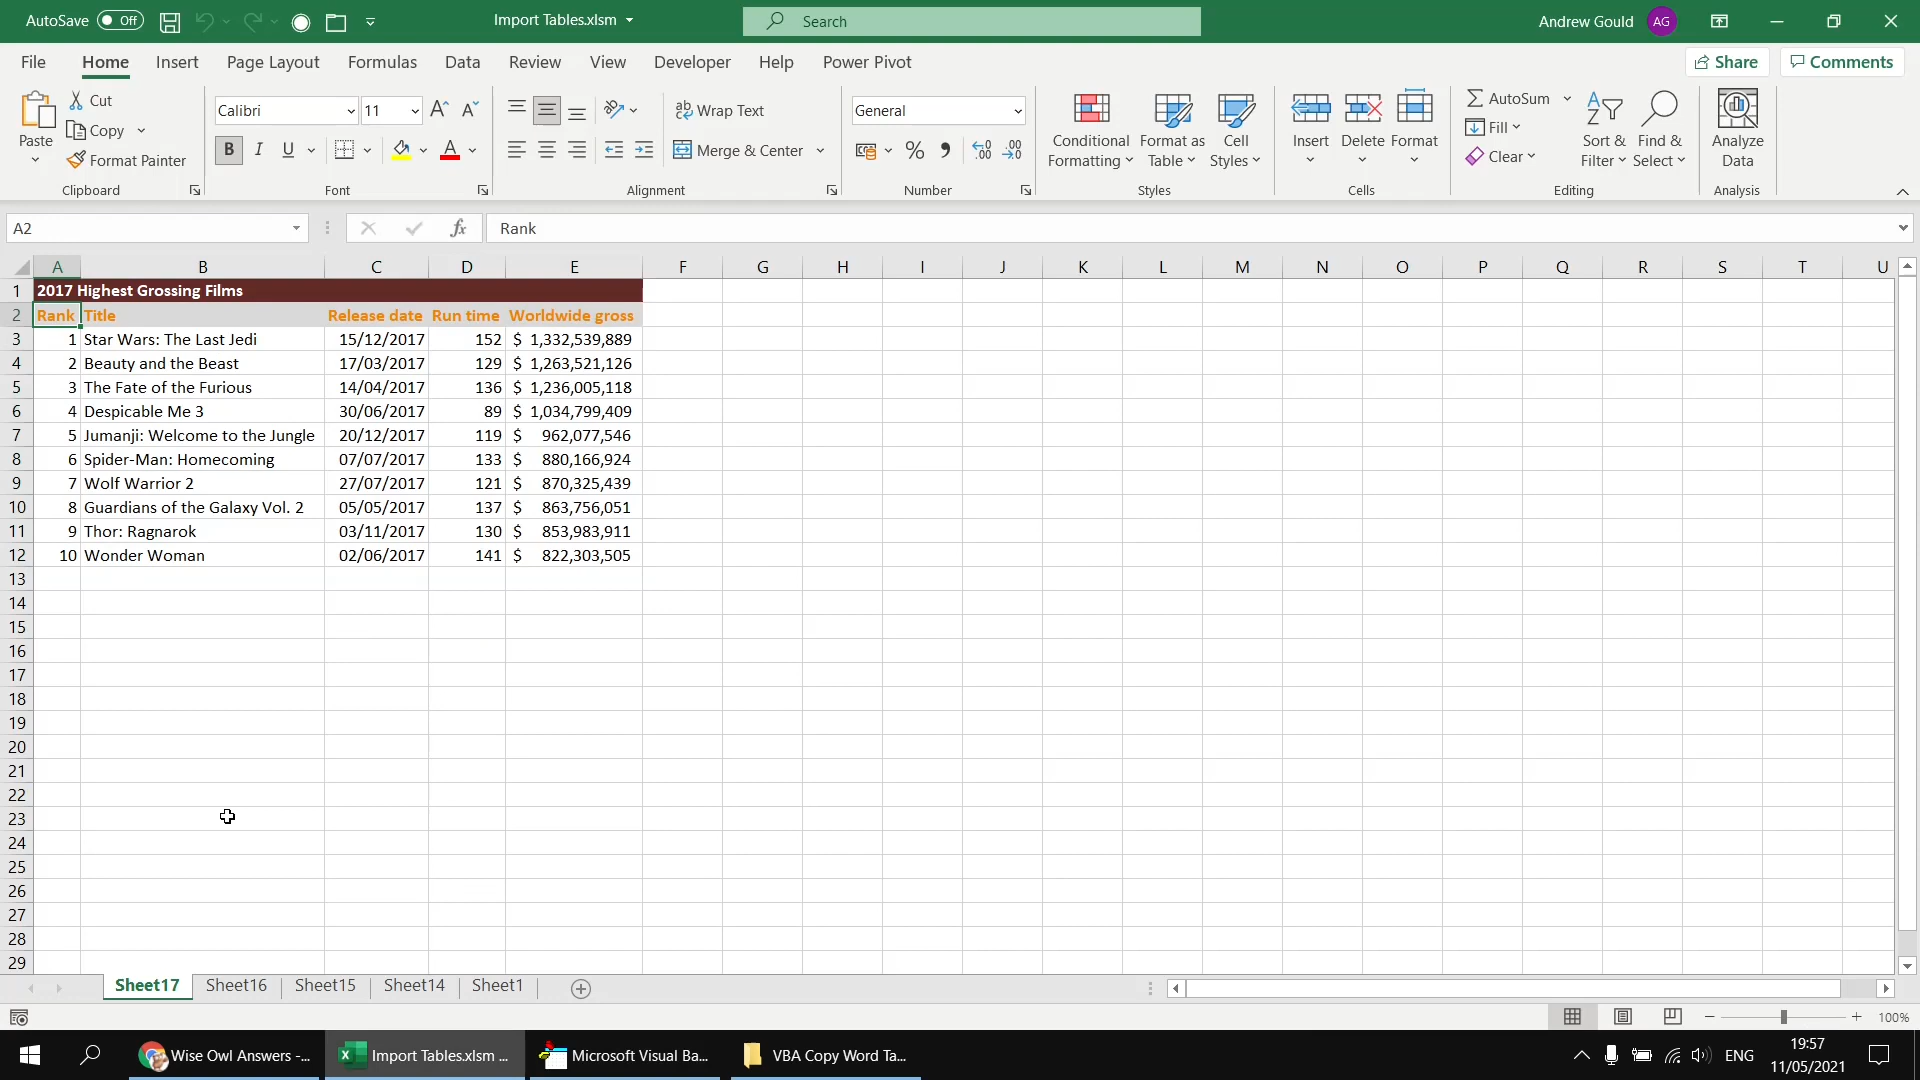 AutoSave Off Import Tables.xlsm Search Andrew Gould AG
File Home Insert Page Layout Formulas Data Review View Developer Help Power Pivot Share Comments
Paste Cut Copy Format Painter Clipboard
Calibri 11 B I U A A A Font
ab Wrap Text Merge & Center Alignment
General % Number
Conditional Formatting Format as Table Cell Styles Styles
Insert Delete Format Cells
AutoSum Fill Clear Sort & Filter Find & Select Editing
Analyze Data Analysis
A2 fx Rank
A B C D E F G H I J K L M N O P Q R S T U
1 2017 Highest Grossing Films
2 Rank Title Release date Run time Worldwide gross
3 1 Star Wars: The Last Jedi 15/12/2017 152 $ 1,332,539,889
4 2 Beauty and the Beast 17/03/2017 129 $ 1,263,521,126
5 3 The Fate of the Furious 14/04/2017 136 $ 1,236,005,118
6 4 Despicable Me 3 30/06/2017 89 $ 1,034,799,409
7 5 Jumanji: Welcome to the Jungle 20/12/2017 119 $ 962,077,546
8 6 Spider-Man: Homecoming 07/07/2017 133 $ 880,166,924
9 7 Wolf Warrior 2 27/07/2017 121 $ 870,325,439
10 8 Guardians of the Galaxy Vol. 2 05/05/2017 137 $ 863,756,051
11 9 Thor: Ragnarok 03/11/2017 130 $ 853,983,911
12 10 Wonder Woman 02/06/2017 141 $ 822,303,505
13
14
15
16
17
18
19
20
21
22
23
24
25
26
27
28
29
Sheet17 Sheet16 Sheet15 Sheet14 Sheet1
100%
Wise Owl Answers -... Import Tables.xlsm ... Microsoft Visual Ba... VBA Copy Word Ta... ENG 19:57
11/05/2021